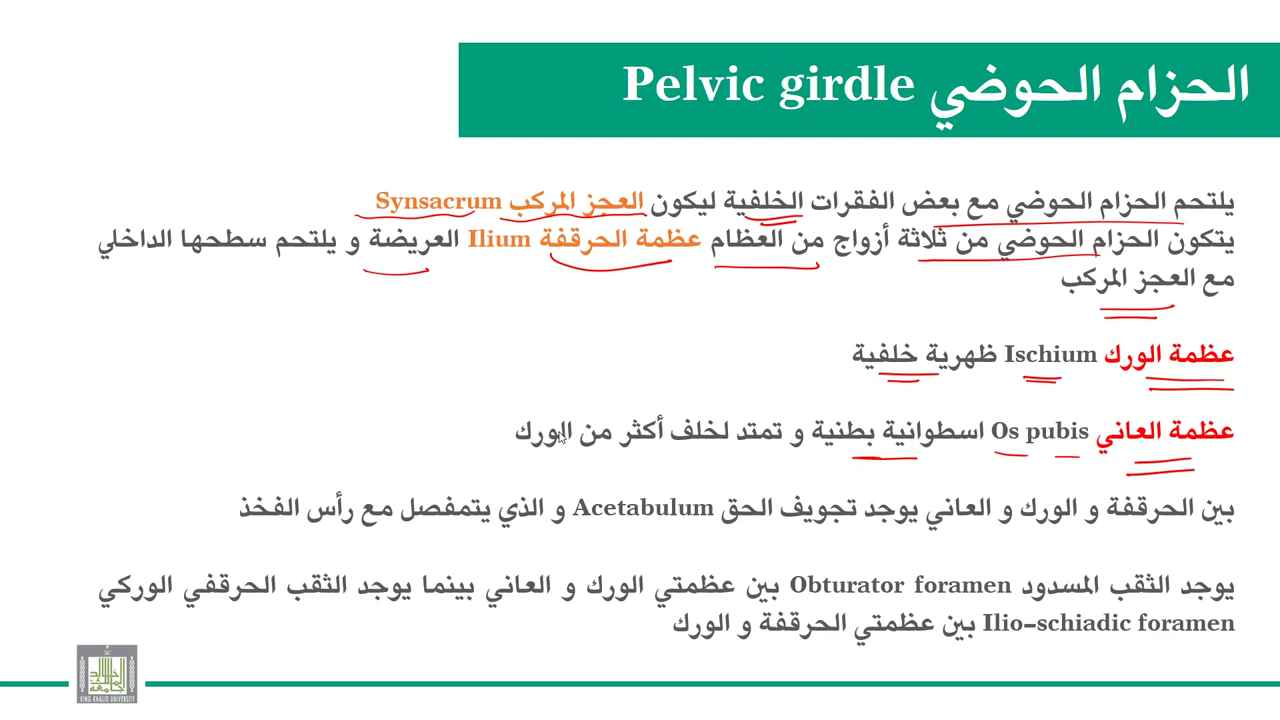 الحزام الحوضي Pelvic girdle
يلتحم الحزام الحوضي مع بعض الفقرات الخلفية ليكون العجز المركب Synsacrum
يتكون الحزام الحوضي من ثلاثة أزواج من العظام عظمة الحرقفة Ilium العريضة و يلتحم سطحها الداخلي
مع العجز المركب
عظمة الورك Ischium ظهرية خلفية
عظمة العاني Os pubis اسطوانية بطنية و تمتد لخلف أكثر من الورك
بين الحرقفة و الورك و العاني يوجد تجويف الحق Acetabulum و الذي يتمفصل مع رأس الفخذ
يوجد الثقب المسدود Obturator foramen بين عظمتي الورك و العاني بينما يوجد الثقب الحرقفي الوركي
Ilio-schiadic foramen بين عظمتي الحرقفة و الورك
KING KHALID UNIVERSITY